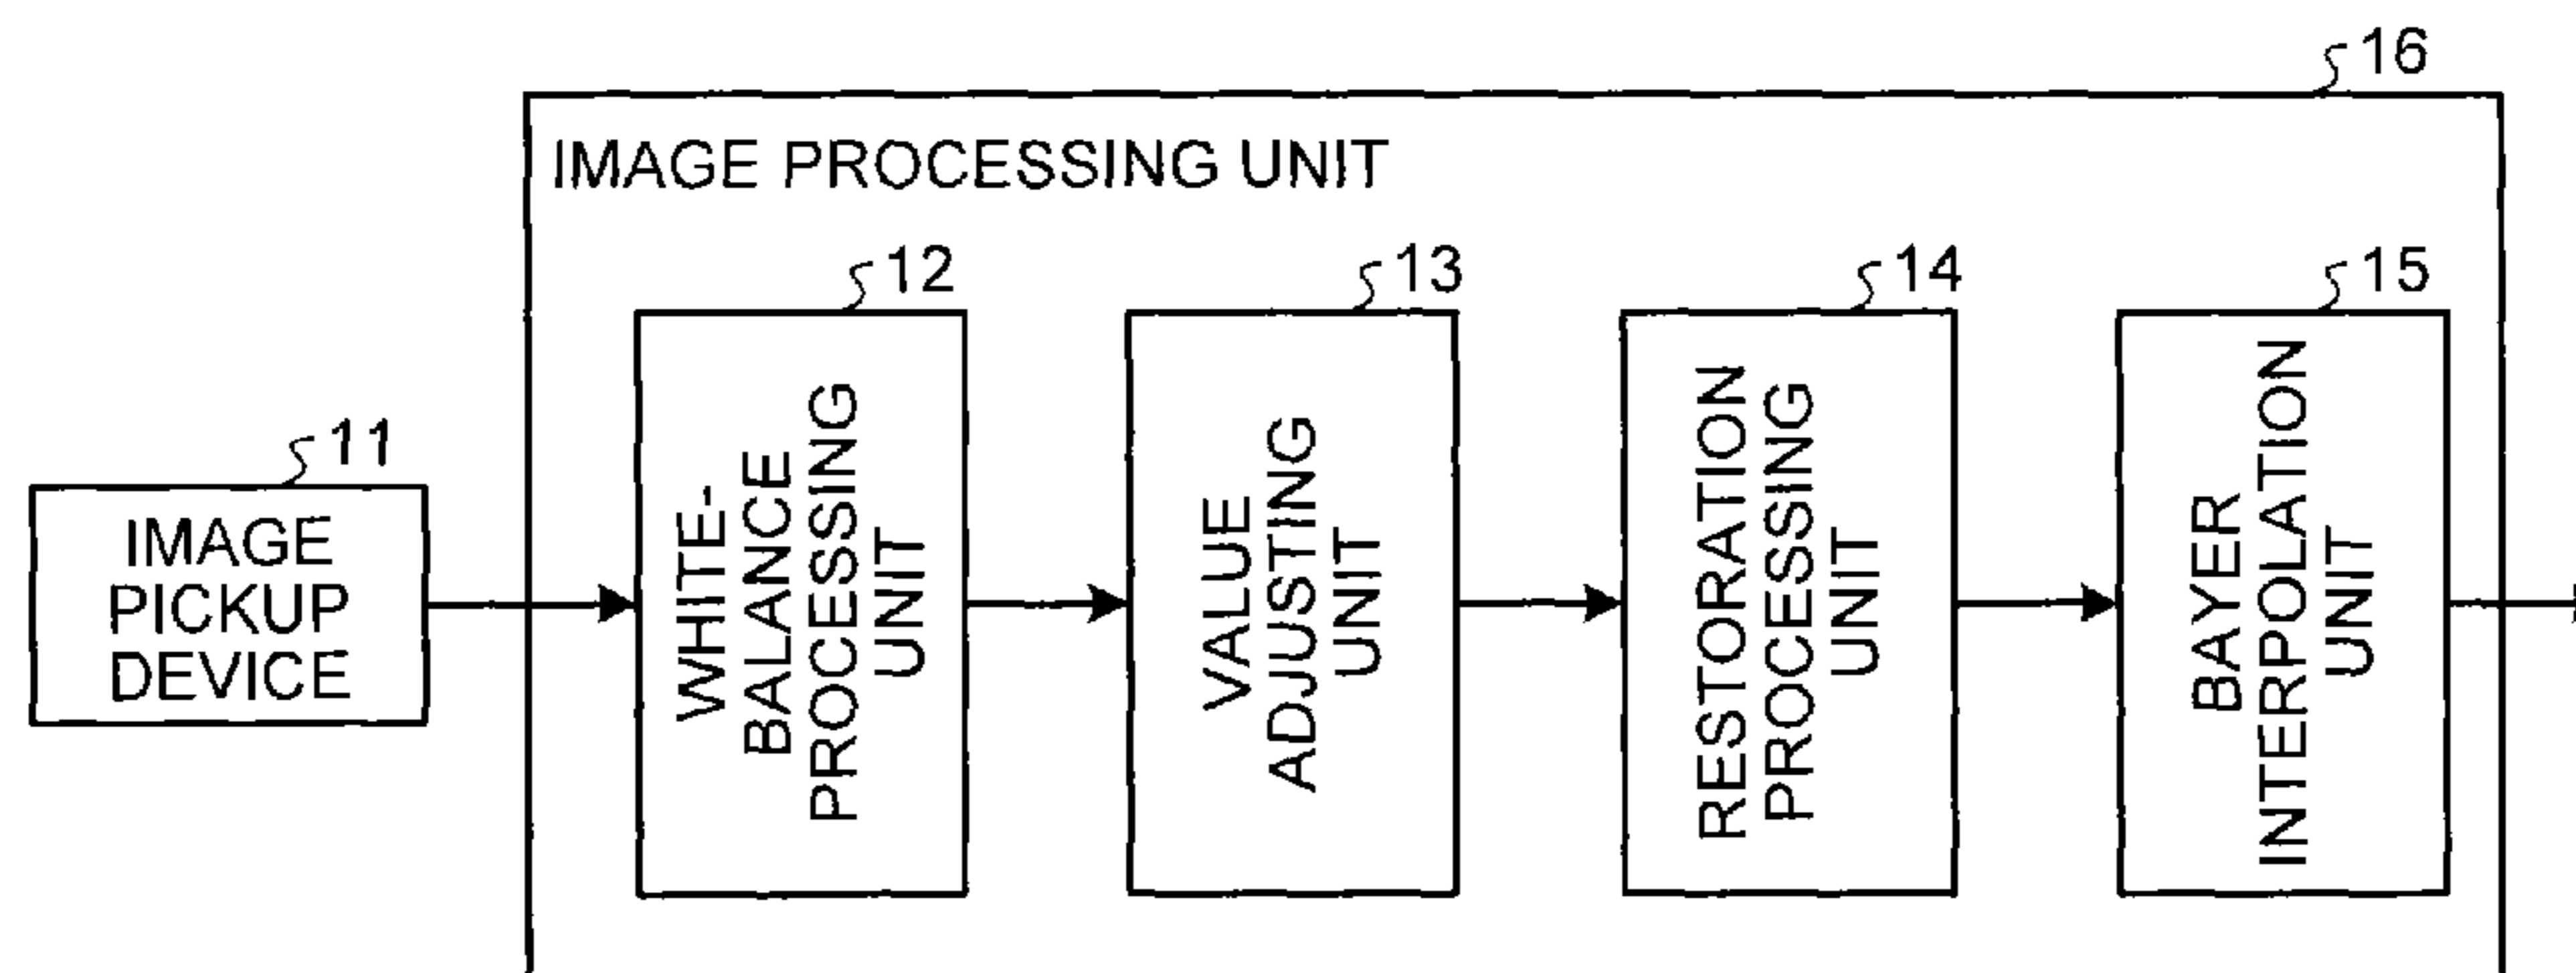 16
IMAGE PROCESSING UNIT
12
13
14
15
11
IMAGE
PICKUP
DEVICE
WHITE-
BALANCE
PROCESSING
UNIT
VALUE
ADJUSTING
UNIT
RESTORATION
PROCESSING
UNIT
BAYER
INTERPOLATION
UNIT